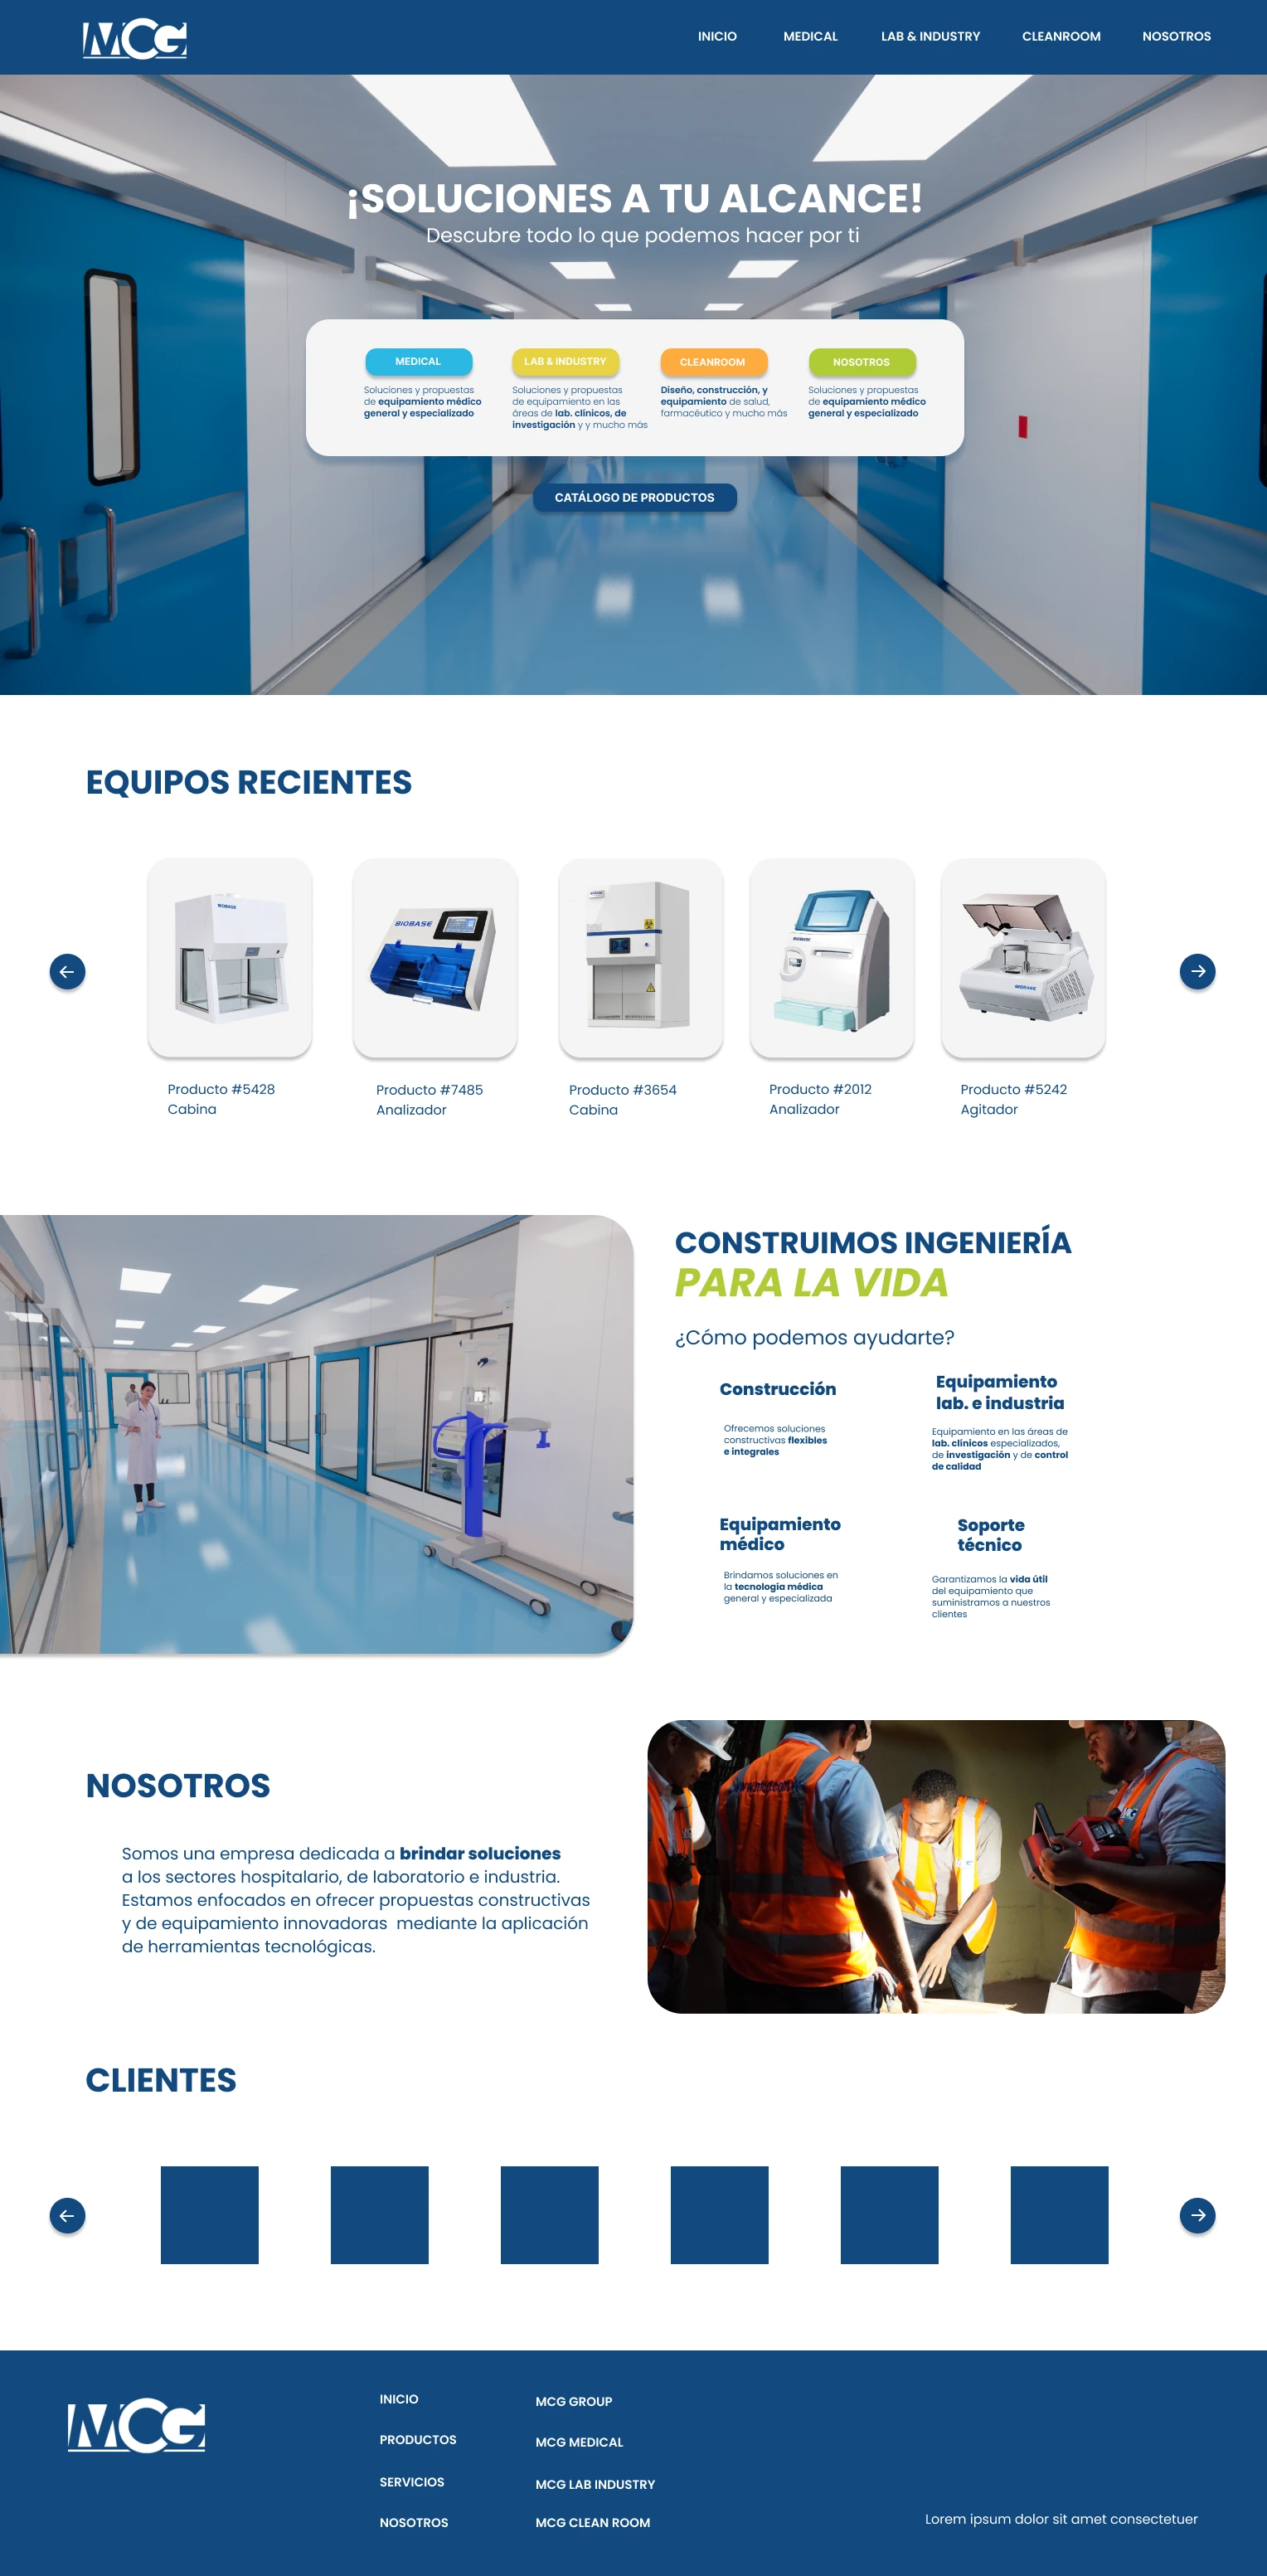 MCG
INICIO
MEDICAL
LAB & INDUSTRY
CLEANROOM
NOSOTROS
¡SOLUCIONES A TU ALCANCE!
Descubre todo lo que podemos hacer por ti
MEDICAL
Soluciones y propuestas
de equipamiento médico
general y especializado
LAB & INDUSTRY
Soluciones y propuestas
de equipamiento en las
áreas de lab. clínicos, de
investigación y y mucho más
CLEANROOM
Diseño, construcción, y
equipamiento de salud,
farmacéutico y mucho más
NOSOTROS
Soluciones y propuestas
de equipamiento médico
general y especializado
CATÁLOGO DE PRODUCTOS
EQUIPOS RECIENTES
BIOBASE
BIOBASE
BIOBASE
BIOBASE
Producto #5428
Cabina
Producto #7485
Analizador
Producto #3654
Cabina
Producto #2012
Analizador
Producto #5242
Agitador
CONSTRUIMOS INGENIERÍA
PARA LA VIDA
¿Cómo podemos ayudarte?
Construcción
Ofrecemos soluciones
constructivas flexibles
e integrales
Equipamiento
lab. e industria
Equipamiento en las áreas de
lab. clínicos especializados,
de investigación y de control
de calidad
Equipamiento
médico
Brindamos soluciones en
la tecnología médica
general y especializada
Soporte
técnico
Garantizamos la vida útil
del equipamiento que
suministramos a nuestros
clientes
NOSOTROS
Somos una empresa dedicada a brindar soluciones
a los sectores hospitalario, de laboratorio e industria.
Estamos enfocados en ofrecer propuestas constructivas
y de equipamiento innovadoras  mediante la aplicación
de herramientas tecnológicas.
CLIENTES
MCG
INICIO
PRODUCTOS
SERVICIOS
NOSOTROS
MCG GROUP
MCG MEDICAL
MCG LAB INDUSTRY
MCG CLEAN ROOM
Lorem ipsum dolor sit amet consectetuer